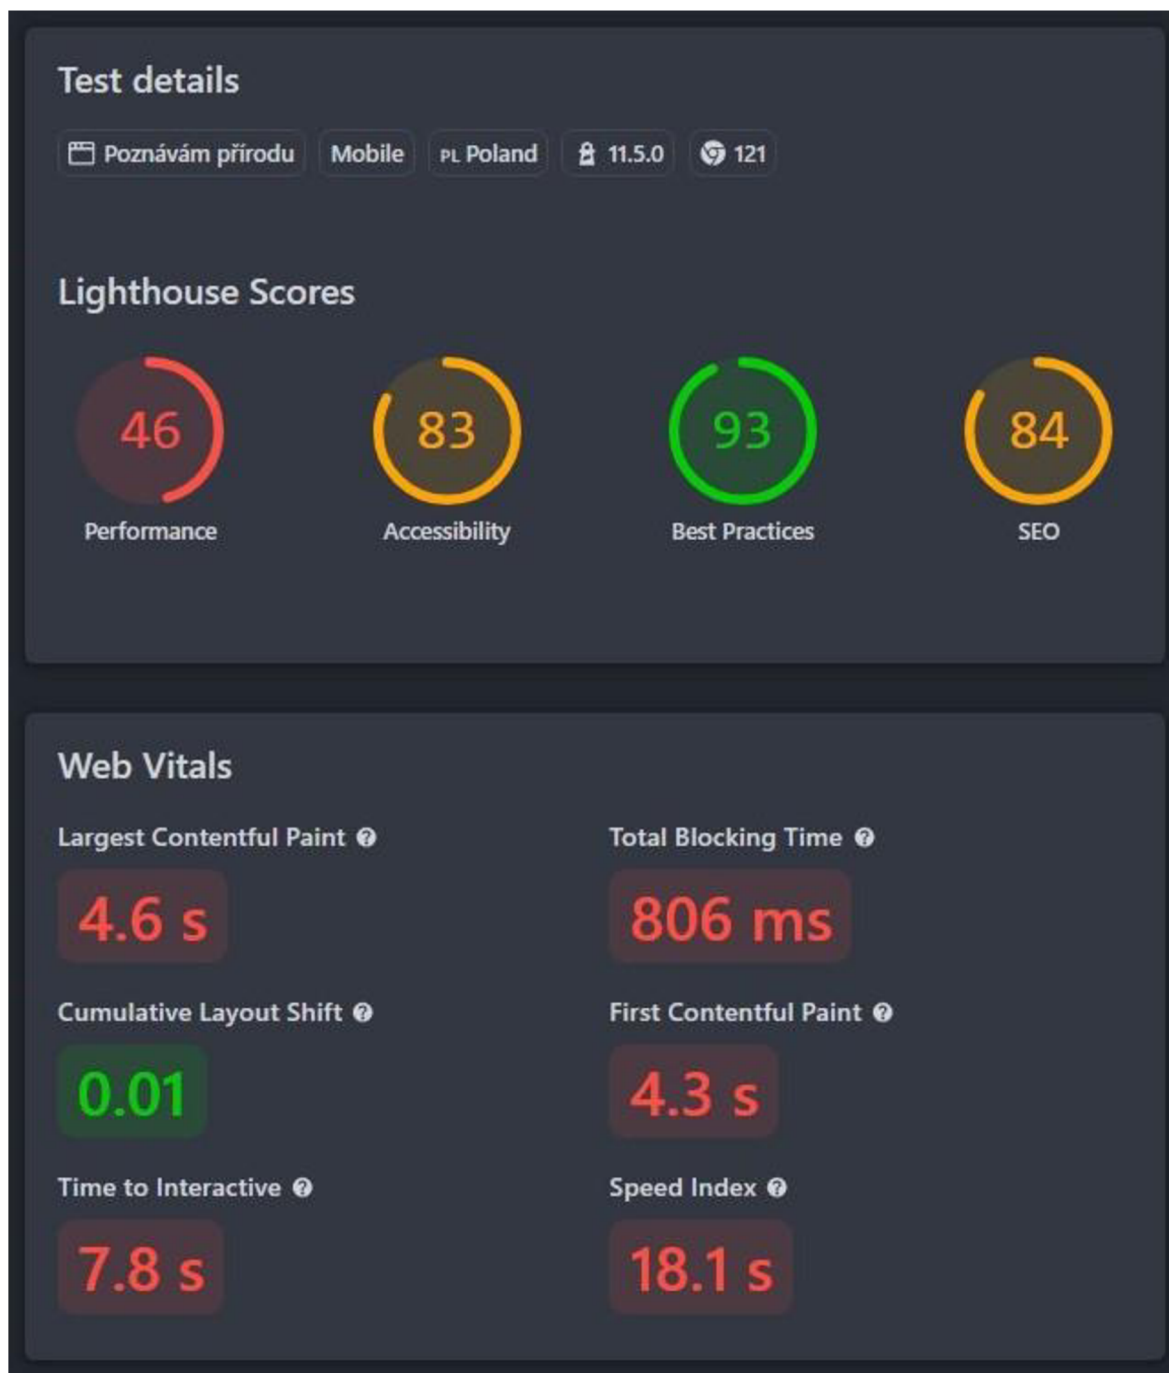 Test details
Poznávám přírodu Mobile PL Poland 11.5.0 121
Lighthouse Scores
46 83 93 84
Performance Accessibility Best Practices SEO
Web Vitals
Largest Contentful Paint ? Total Blocking Time ?
4.6 s 806 ms
Cumulative Layout Shift ? First Contentful Paint ?
0.01 4.3 s
Time to Interactive ? Speed Index ?
7.8 s 18.1 s